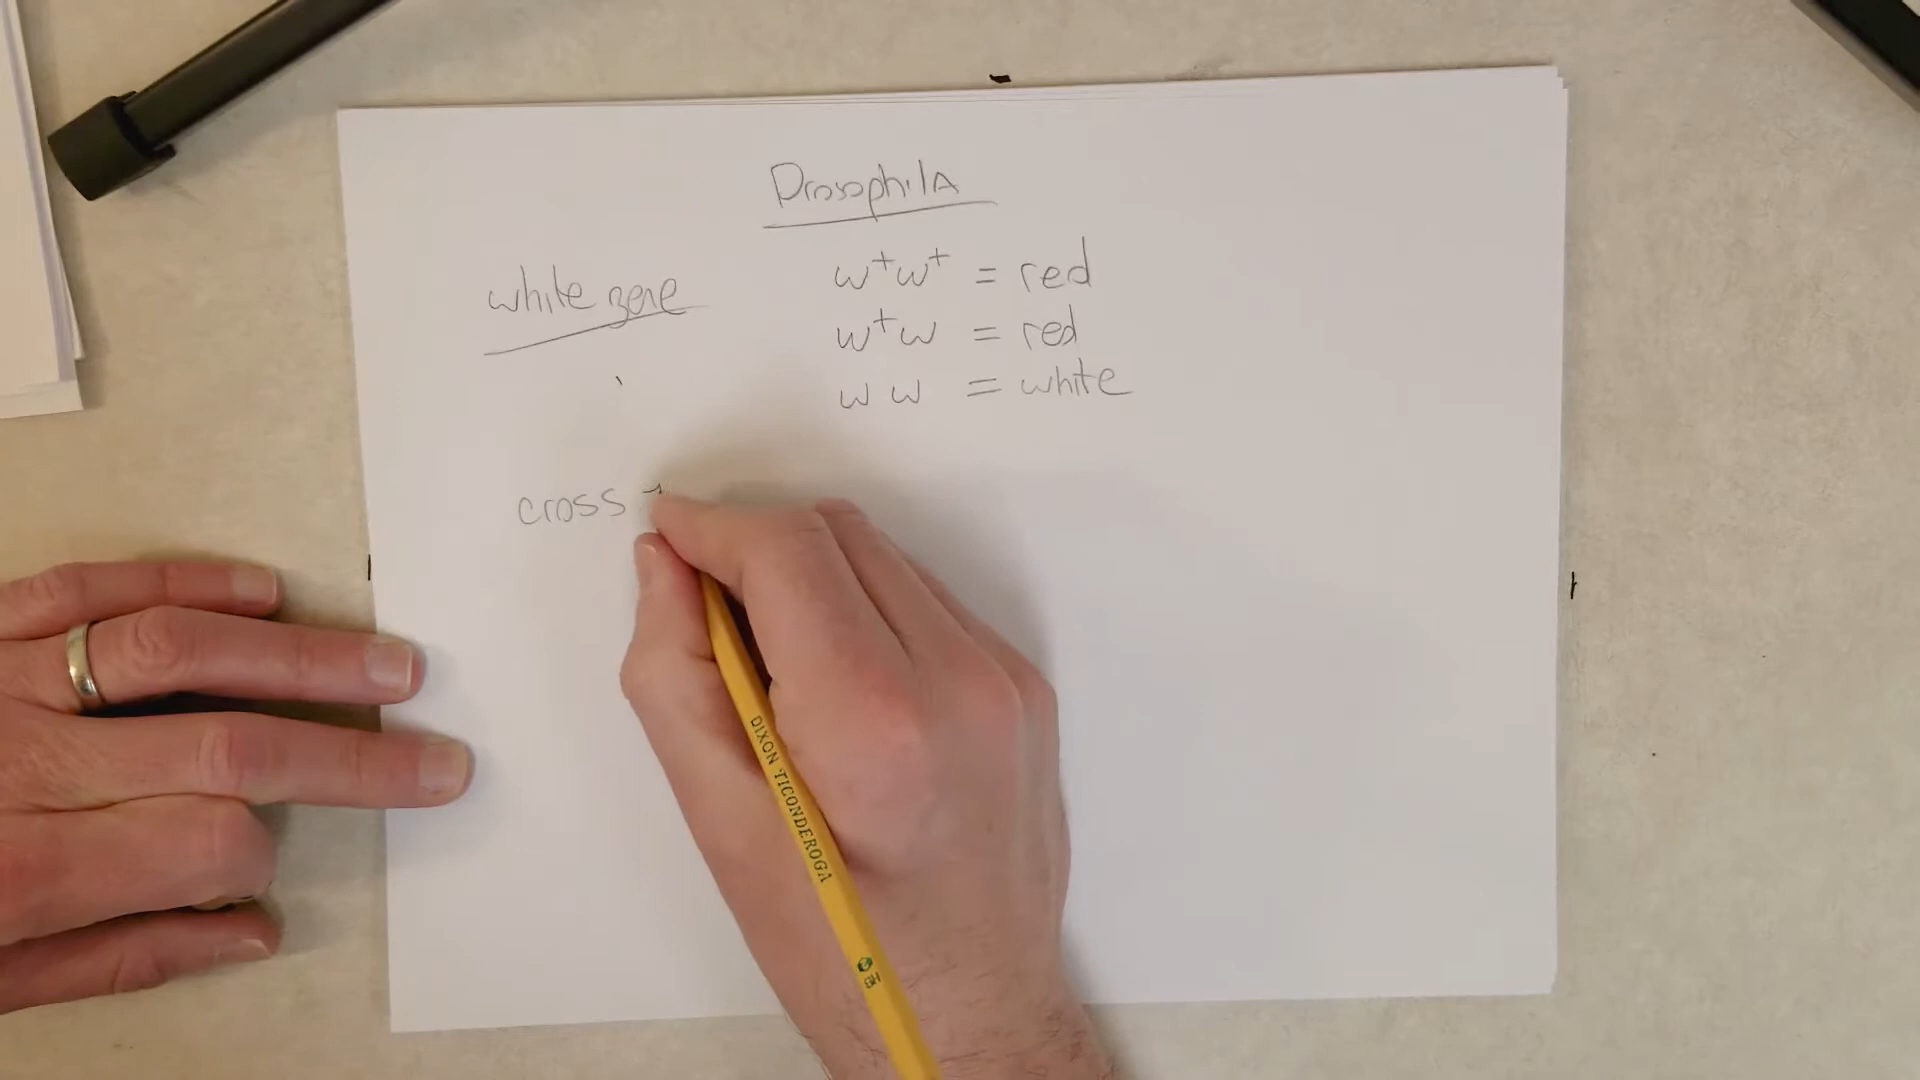 Drosophila
white gene
w⁺w⁺ = red
w⁺w = red
w w = white
cross
DIXON TICONDEROGA